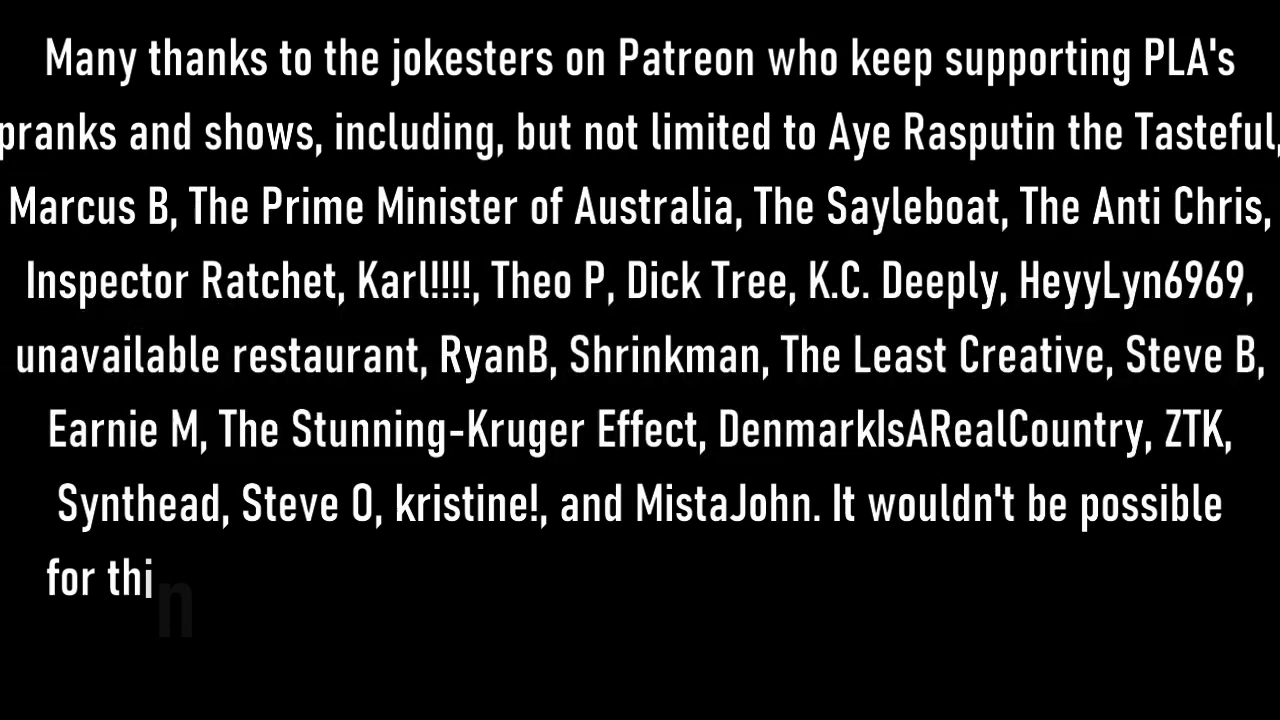 Many thanks to the jokesters on Patreon who keep supporting PLA's
pranks and shows, including, but not limited to Aye Rasputin the Tasteful,
Marcus B, The Prime Minister of Australia, The Sayleboat, The Anti Chris,
Inspector Ratchet, Karl!!!!, Theo P, Dick Tree, K.C. Deeply, HeyyLyn6969,
unavailable restaurant, RyanB, Shrinkman, The Least Creative, Steve B,
Earnie M, The Stunning-Kruger Effect, DenmarkIsARealCountry, ZTK,
Synthead, Steve O, kristine!, and MistaJohn. It wouldn't be possible
for thin